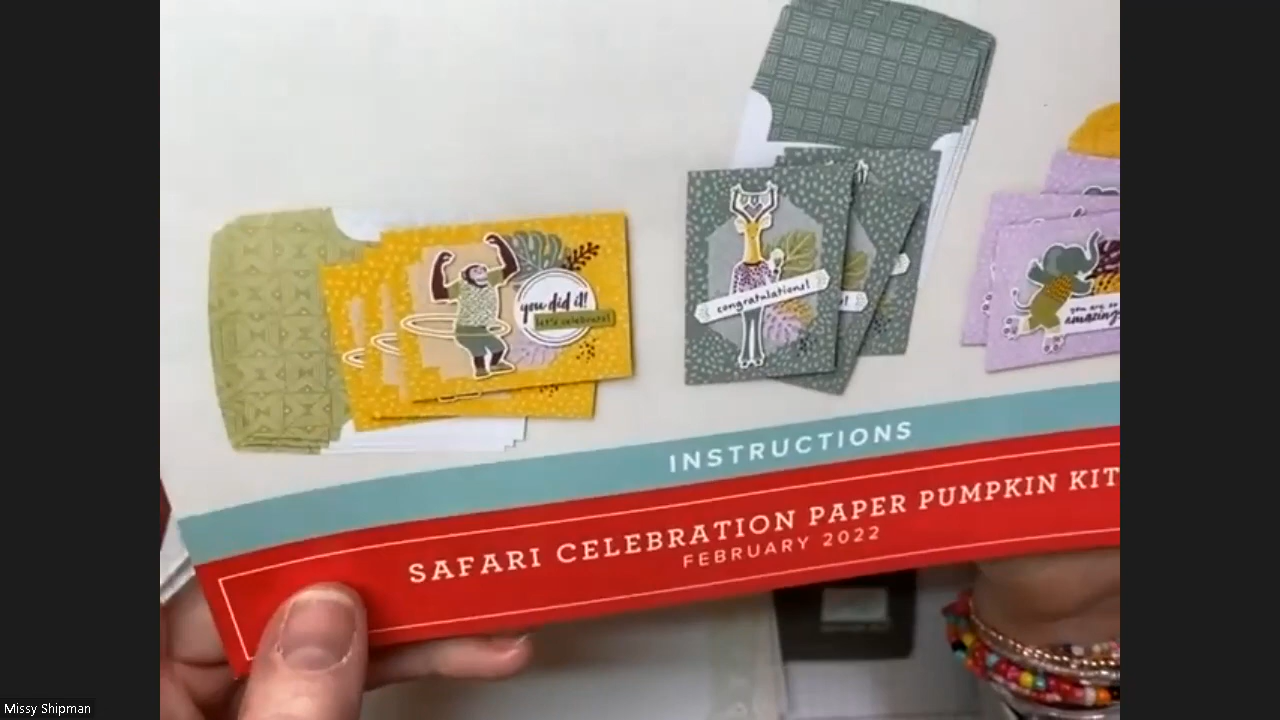 you did it!
let's celebrate!
congratulations!
you are so
amazing
INSTRUCTIONS
SAFARI CELEBRATION PAPER PUMPKIN KIT
FEBRUARY 2022
Missy Shipman